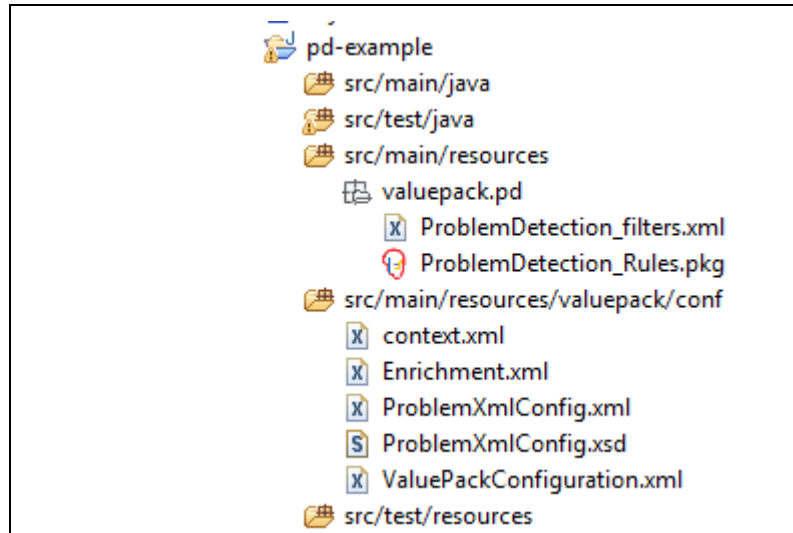 pd-example
src/main/java
src/test/java
src/main/resources
valuepack.pd
ProblemDetection_filters.xml
ProblemDetection_Rules.pkg
src/main/resources/valuepack/conf
context.xml
Enrichment.xml
ProblemXmlConfig.xml
ProblemXmlConfig.xsd
ValuePackConfiguration.xml
src/test/resources